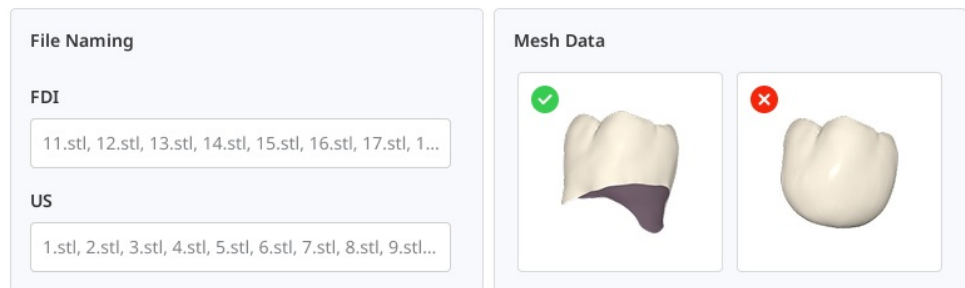 File Naming
FDI
11.stl, 12.stl, 13.stl, 14.stl, 15.stl, 16.stl, 17.stl, 1...
US
1.stl, 2.stl, 3.stl, 4.stl, 5.stl, 6.stl, 7.stl, 8.stl, 9.stl...
Mesh Data